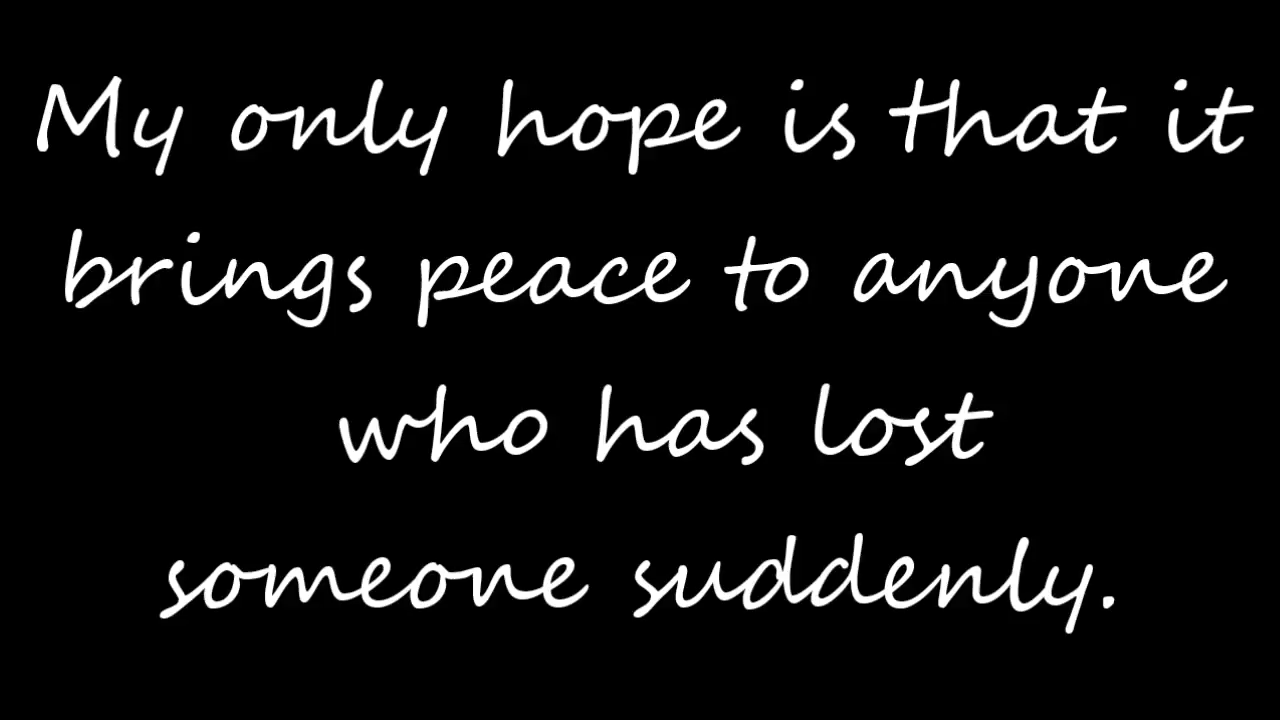 My only hope is that it
brings peace to anyone
who has lost
someone suddenly.